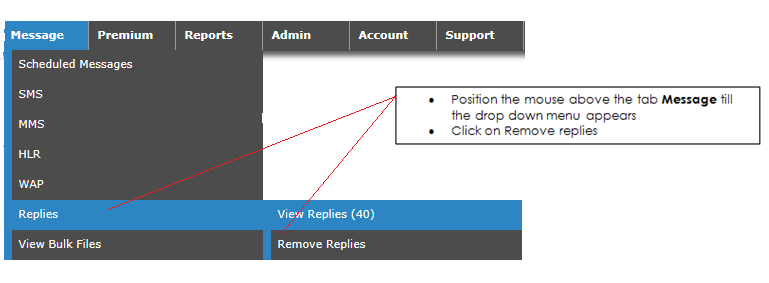 Message Premium Reports Admin Account Support
Scheduled Messages
SMS
MMS
HLR
WAP
Replies
View Replies (40)
View Bulk Files
Remove Replies
• Position the mouse above the tab Message till
the drop down menu appears
• Click on Remove replies